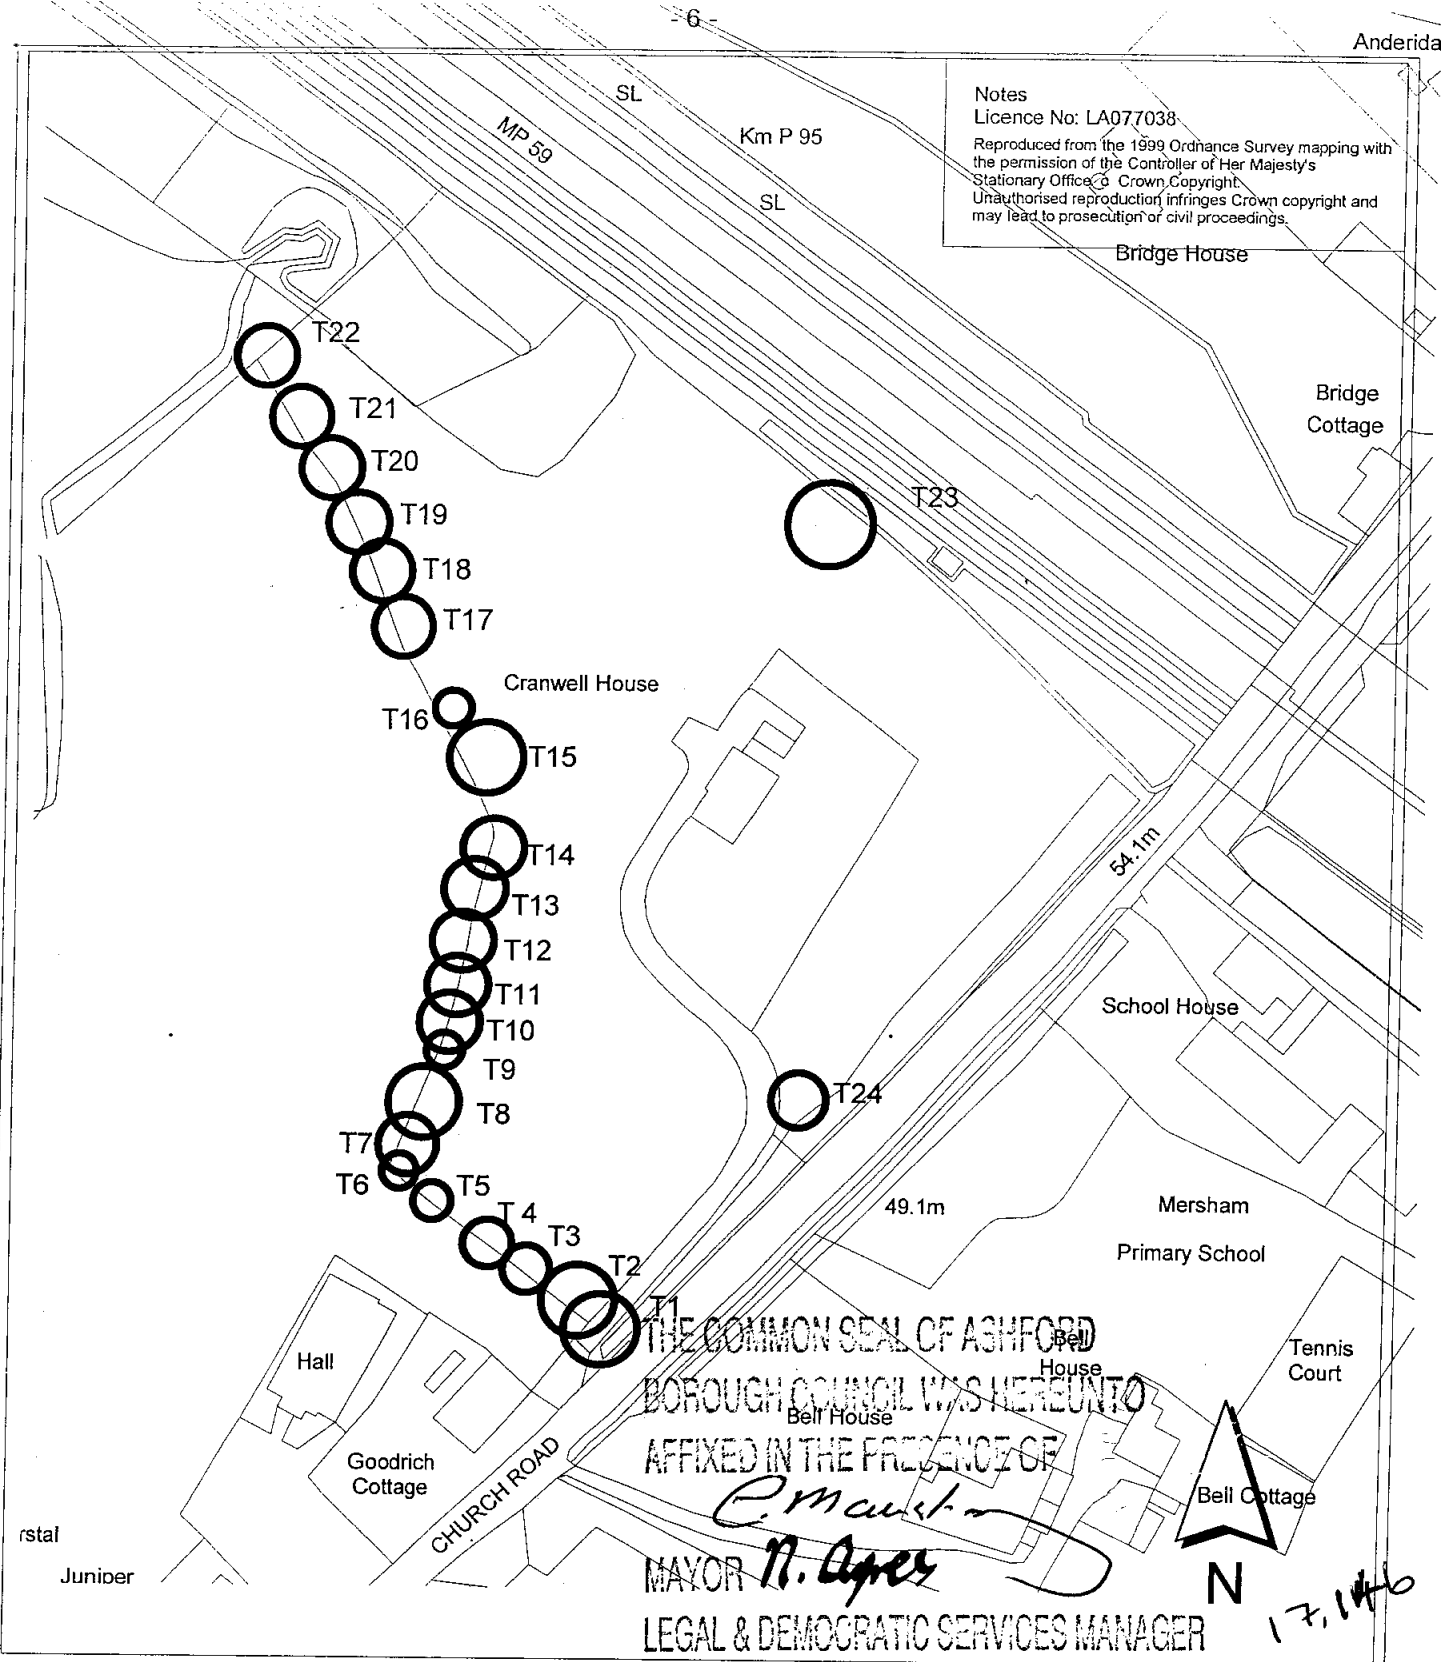 - 6 -
Anderida
SL
MP 59
Km P 95
SL
Notes
Licence No: LA077038
Reproduced from the 1999 Ordnance Survey mapping with
the permission of the Controller of Her Majesty's
Stationary Office © Crown Copyright.
Unauthorised reproduction infringes Crown copyright and
may lead to prosecution or civil proceedings.
Bridge House
Bridge
Cottage
T22
T21
T20
T19
T18
T17
T23
Cranwell House
T16
T15
T14
T13
T12
T11
T10
T9
T8
T7
T6
T5
T 4
T3
T2
T1
T24
54.1m
School House
49.1m
Mersham
Primary School
Tennis
Court
Bell
House
Bell House
Bell Cottage
Hall
Goodrich
Cottage
CHURCH ROAD
rstal
Juniper
THE COMMON SEAL OF ASHFORD
BOROUGH COUNCIL WAS HEREUNTO
AFFIXED IN THE PRESENCE OF
MAYOR
LEGAL & DEMOCRATIC SERVICES MANAGER
N